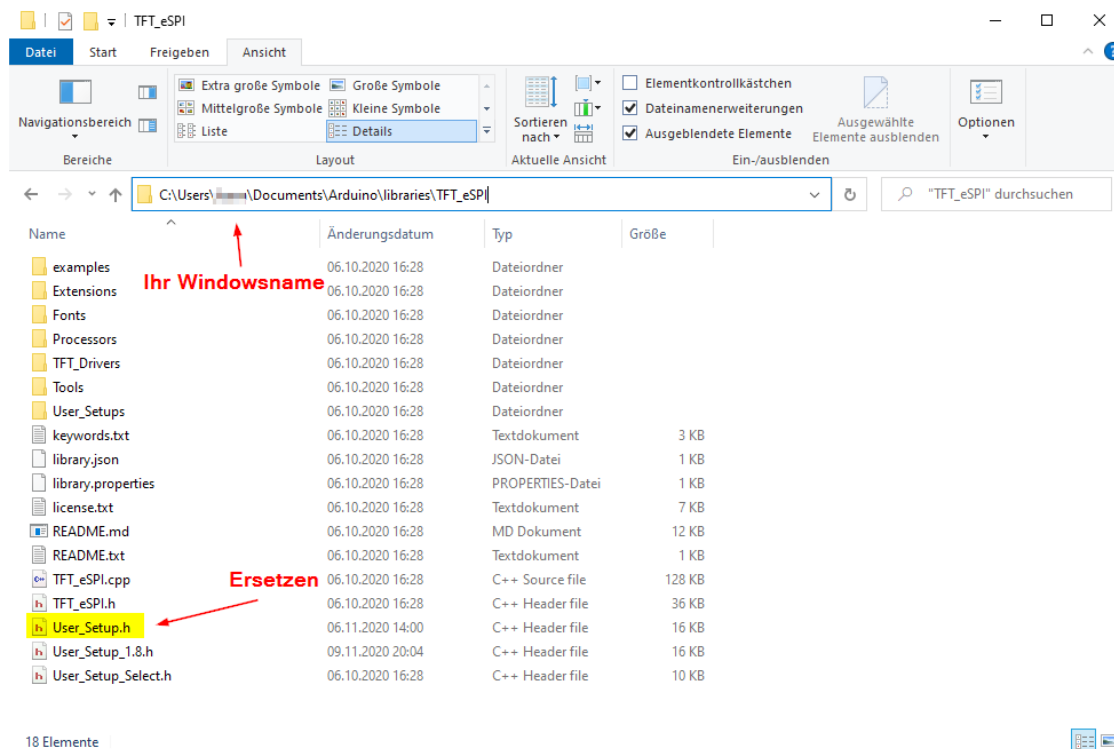 TFT_eSPI
Datei Start Freigeben Ansicht
Extra große Symbole Große Symbole
Mittelgroße Symbole Kleine Symbole
Liste Details
Navigationsbereich
Sortieren nach
Elementkontrollkästchen
Dateinamenerweiterungen
Ausgeblendete Elemente
Ausgewählte Elemente ausblenden
Optionen
Bereiche Layout Aktuelle Ansicht Ein-/ausblenden
C:\Users\ \Documents\Arduino\libraries\TFT_eSPI "TFT_eSPI" durchsuchen
Name Änderungsdatum Typ Größe
Ihr Windowsname
examples 06.10.2020 16:28 Dateiordner
Extensions 06.10.2020 16:28 Dateiordner
Fonts 06.10.2020 16:28 Dateiordner
Processors 06.10.2020 16:28 Dateiordner
TFT_Drivers 06.10.2020 16:28 Dateiordner
Tools 06.10.2020 16:28 Dateiordner
User_Setups 06.10.2020 16:28 Dateiordner
keywords.txt 06.10.2020 16:28 Textdokument 3 KB
library.json 06.10.2020 16:28 JSON-Datei 1 KB
library.properties 06.10.2020 16:28 PROPERTIES-Datei 1 KB
license.txt 06.10.2020 16:28 Textdokument 7 KB
README.md 06.10.2020 16:28 MD Dokument 12 KB
README.txt 06.10.2020 16:28 Textdokument 1 KB
TFT_eSPI.cpp Ersetzen 06.10.2020 16:28 C++ Source file 128 KB
TFT_eSPI.h 06.10.2020 16:28 C++ Header file 36 KB
User_Setup.h 06.11.2020 14:00 C++ Header file 16 KB
User_Setup_1.8.h 09.11.2020 20:04 C++ Header file 16 KB
User_Setup_Select.h 06.10.2020 16:28 C++ Header file 10 KB
18 Elemente